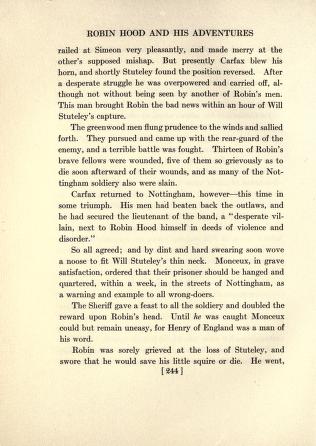 ROBIN HOOD AND HIS ADVENTURES
railed at Simeon very pleasantly, and made merry at the
other's supposed mishap. But presently Carfax blew his
horn, and shortly Stuteley found the position reversed. After
a desperate struggle he was overpowered and carried off, al-
though not without being seen by another of Robin's men.
This man brought Robin the bad news within an hour of Will
Stuteley's capture.
The greenwood men flung prudence to the winds and sallied
forth. They pursued and came up with the rear-guard of the
enemy, and a terrible battle was fought. Thirteen of Robin's
brave fellows were wounded, five of them so grievously as to
die soon afterward of their wounds, and as many of the Not-
tingham soldiery also were slain.
Carfax returned to Nottingham, however—this time in
some triumph. His men had beaten back the outlaws, and
he had secured the lieutenant of the band, a "desperate vil-
lain, next to Robin Hood himself in deeds of violence and
disorder."
So all agreed; and by dint and hard swearing soon wove
a noose to fit Will Stuteley's thin neck. Monceux, in grave
satisfaction, ordered that their prisoner should be hanged and
quartered, within a week, in the streets of Nottingham, as
a warning and example to all wrong-doers.
The Sheriff gave a feast to all the soldiery and doubled the
reward upon Robin's head. Until he was caught Monceux
could but remain uneasy, for Henry of England was a man of
his word.
Robin was sorely grieved at the loss of Stuteley, and
swore that he would save his little squire or die. He went,
[ 244 ]